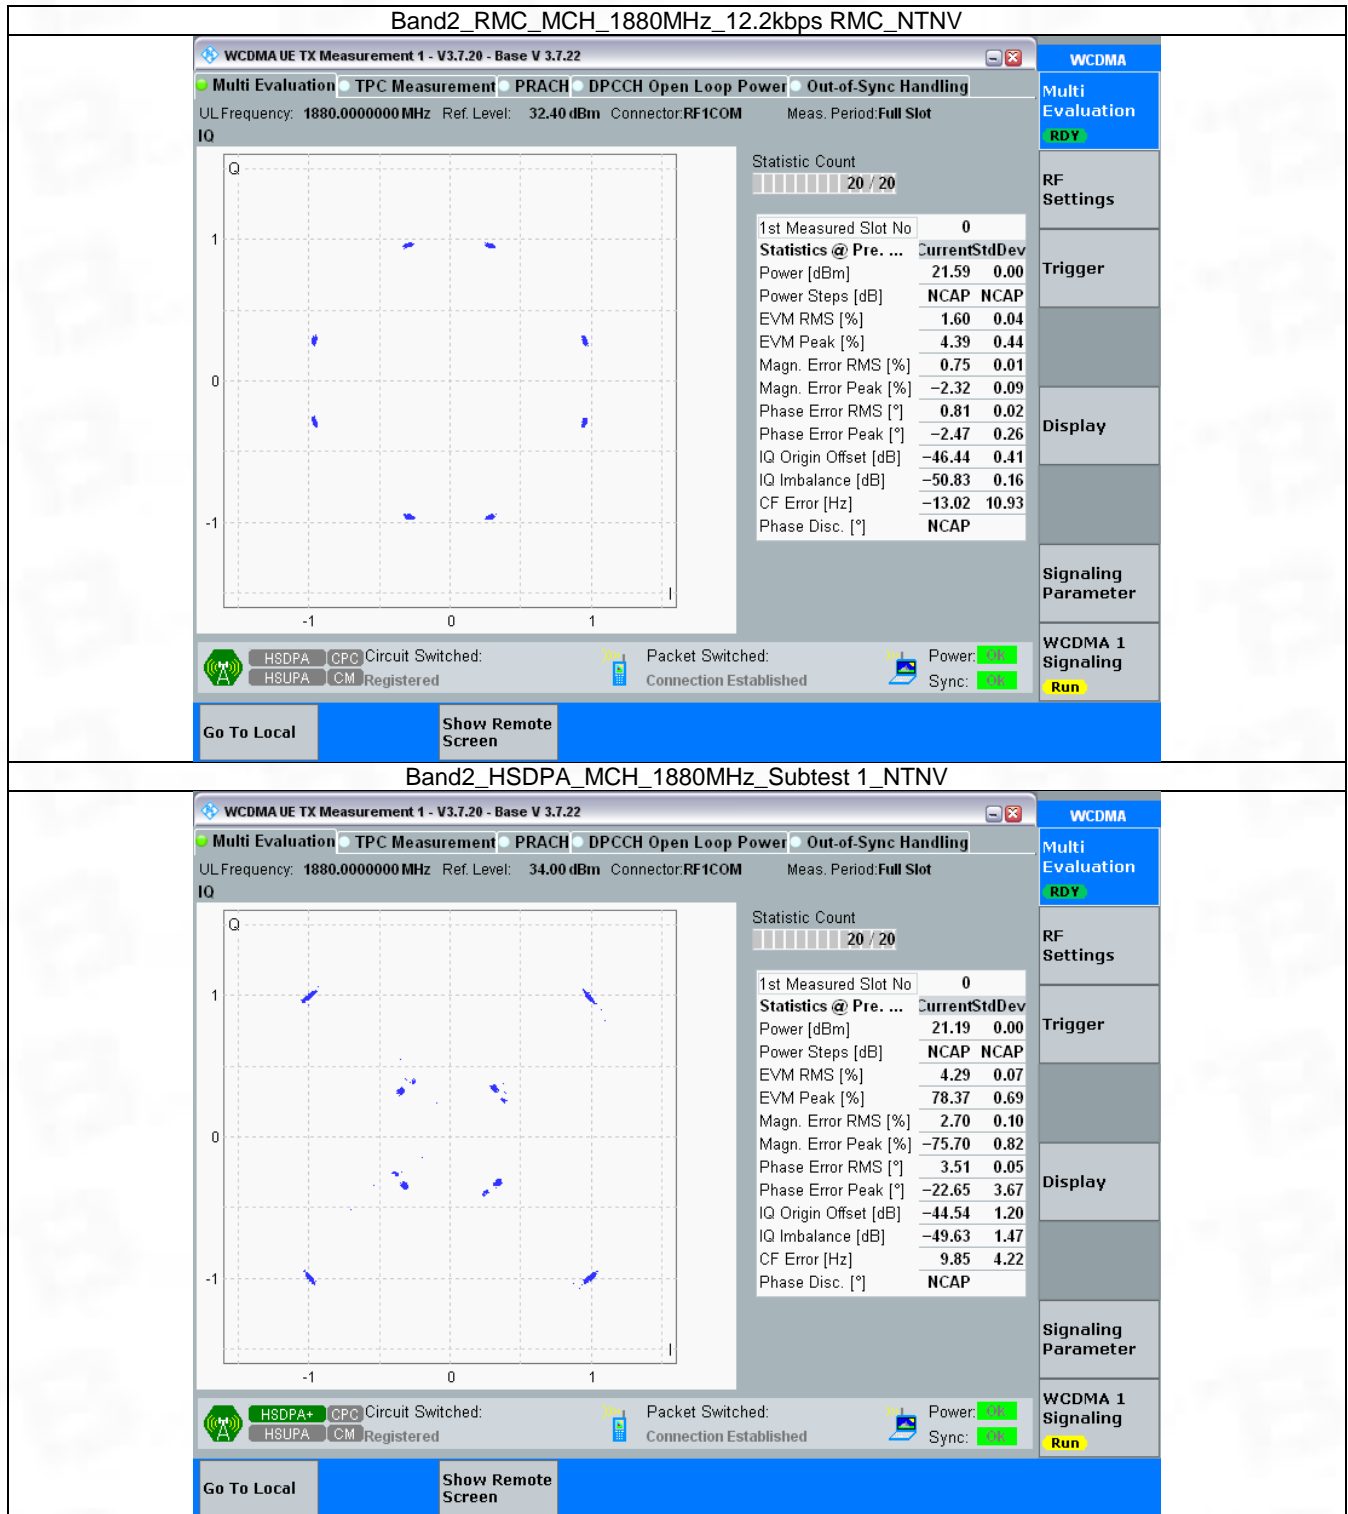 Band2_RMC_MCH_1880MHz_12.2kbps RMC_NTNV
WCDMA UE TX Measurement 1 - V3.7.20 - Base V 3.7.22
WCDMA
Multi Evaluation TPC Measurement PRACH DPCCH Open Loop Power Out-of-Sync Handling
Multi
Evaluation
RDY
UL Frequency: 1880.0000000 MHz Ref. Level: 32.40 dBm Connector:RF1COM Meas. Period:Full Slot
IQ
Q
1
0
-1
I
-1 0 1
Statistic Count
20 / 20
1st Measured Slot No 0
Statistics @ Pre. ... Current StdDev
Power [dBm] 21.59 0.00
Power Steps [dB] NCAP NCAP
EVM RMS [%] 1.60 0.04
EVM Peak [%] 4.39 0.44
Magn. Error RMS [%] 0.75 0.01
Magn. Error Peak [%] −2.32 0.09
Phase Error RMS [°] 0.81 0.02
Phase Error Peak [°] −2.47 0.26
IQ Origin Offset [dB] −46.44 0.41
IQ Imbalance [dB] −50.83 0.16
CF Error [Hz] −13.02 10.93
Phase Disc. [°] NCAP
RF
Settings
Trigger
Display
Signaling
Parameter
WCDMA 1
Signaling
Run
HSDPA CPC Circuit Switched: Packet Switched: Power: Ok
HSUPA CM Registered Connection Established Sync: Ok
Go To Local
Show Remote
Screen
Band2_HSDPA_MCH_1880MHz_Subtest 1_NTNV
WCDMA UE TX Measurement 1 - V3.7.20 - Base V 3.7.22
WCDMA
Multi Evaluation TPC Measurement PRACH DPCCH Open Loop Power Out-of-Sync Handling
Multi
Evaluation
RDY
UL Frequency: 1880.0000000 MHz Ref. Level: 34.00 dBm Connector:RF1COM Meas. Period:Full Slot
IQ
Q
1
0
-1
I
-1 0 1
Statistic Count
20 / 20
1st Measured Slot No 0
Statistics @ Pre. ... Current StdDev
Power [dBm] 21.19 0.00
Power Steps [dB] NCAP NCAP
EVM RMS [%] 4.29 0.07
EVM Peak [%] 78.37 0.69
Magn. Error RMS [%] 2.70 0.10
Magn. Error Peak [%] −75.70 0.82
Phase Error RMS [°] 3.51 0.05
Phase Error Peak [°] −22.65 3.67
IQ Origin Offset [dB] −44.54 1.20
IQ Imbalance [dB] −49.63 1.47
CF Error [Hz] 9.85 4.22
Phase Disc. [°] NCAP
RF
Settings
Trigger
Display
Signaling
Parameter
WCDMA 1
Signaling
Run
HSDPA+ CPC Circuit Switched: Packet Switched: Power: Ok
HSUPA CM Registered Connection Established Sync: Ok
Go To Local
Show Remote
Screen